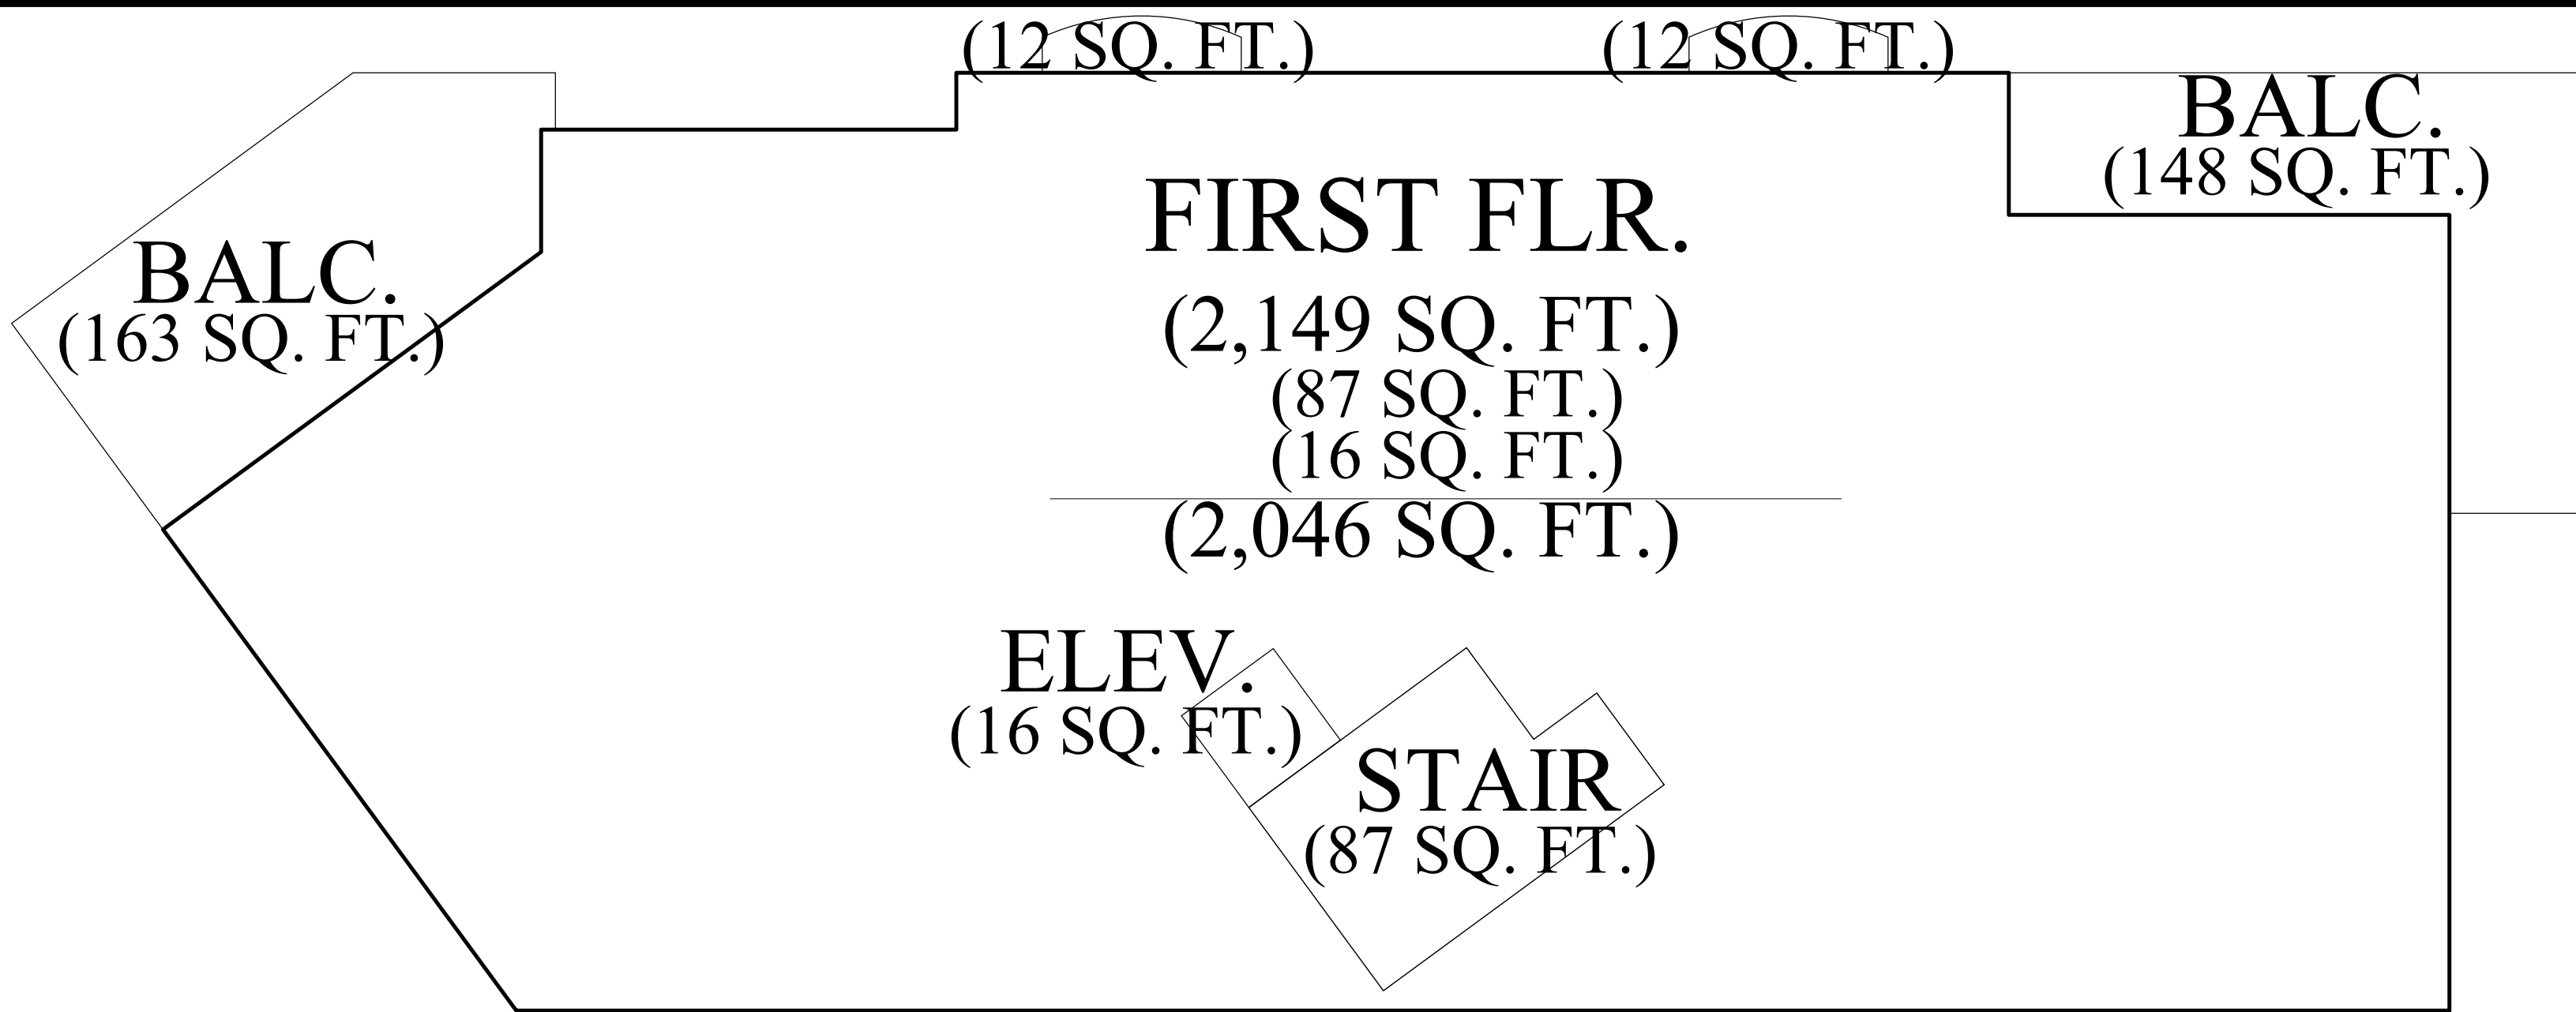 (12 SQ. FT.)
(12 SQ. FT.)
BALC.
(148 SQ. FT.)
FIRST FLR.
(2,149 SQ. FT.)
(87 SQ. FT.)
(16 SQ. FT.)
(2,046 SQ. FT.)
BALC.
(163 SQ. FT.)
ELEV.
(16 SQ. FT.)
STAIR
(87 SQ. FT.)